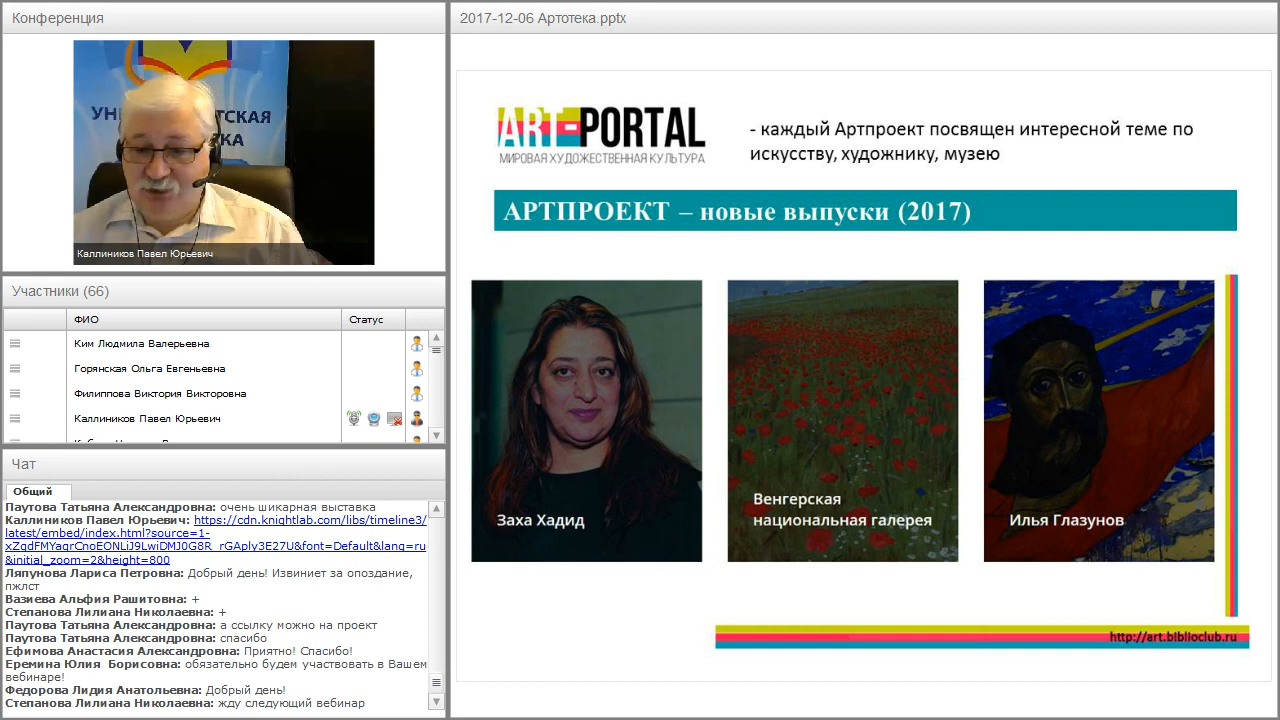 Конференция
Каллиников Павел Юрьевич
Участники (66)
ФИО
Статус
Ким Людмила Валерьевна
Горянская Ольга Евгеньевна
Филиппова Виктория Викторовна
Каллиников Павел Юрьевич
Чат
Общий
Паутова Татьяна Александровна: очень шикарная выставка
Каллиников Павел Юрьевич: https://cdn.knightlab.com/libs/timeline3/
latest/embed/index.html?source=1-
&initial_zoom=2&height=800
Ляпунова Лариса Петровна: Добрый день! Извиниет за опоздание,
пжлст
Вазиева Альфия Рашитовна: +
Степанова Лилиана Николаевна: +
Паутова Татьяна Александровна: а ссылку можно на проект
Паутова Татьяна Александровна: спасибо
Ефимова Анастасия Александровна: Приятно! Спасибо!
Еремина Юлия Борисовна: обязательно будем участвовать в Вашем
вебинаре!
Федорова Лидия Анатольевна: Добрый день!
Степанова Лилиана Николаевна: жду следующий вебинар
2017-12-06 Артотека.pptx
ART-PORTAL
МИРОВАЯ ХУДОЖЕСТВЕННАЯ КУЛЬТУРА
- каждый Артпроект посвящен интересной теме по
искусству, художнику, музею
АРТПРОЕКТ – новые выпуски (2017)
Заха Хадид
Венгерская
национальная галерея
Илья Глазунов
http://art.biblioclub.ru